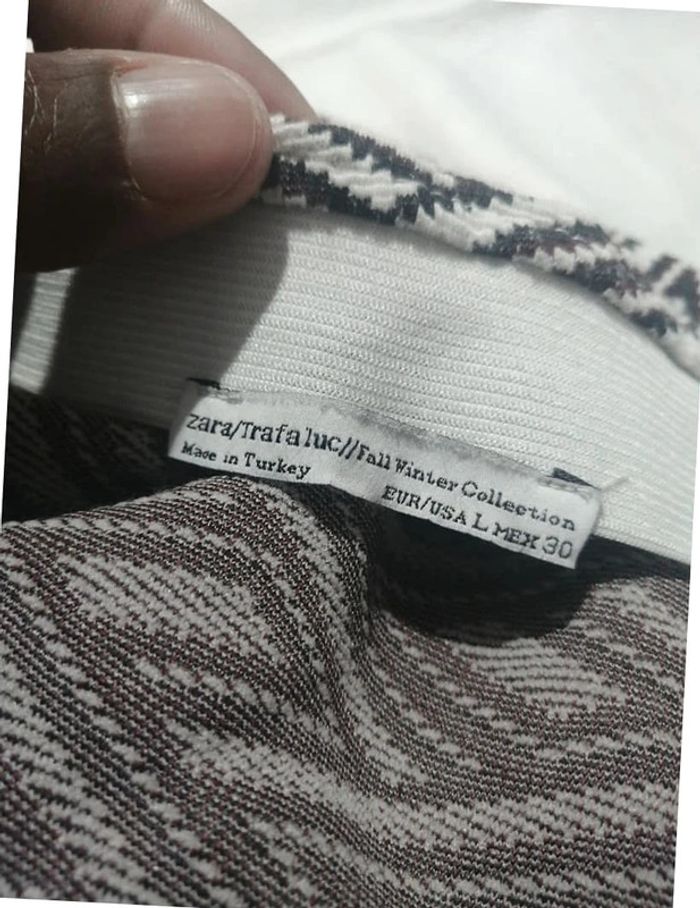 zara/Trafaluc//Fall Winter Collection
Made in Turkey
EUR/USA L MEX 30